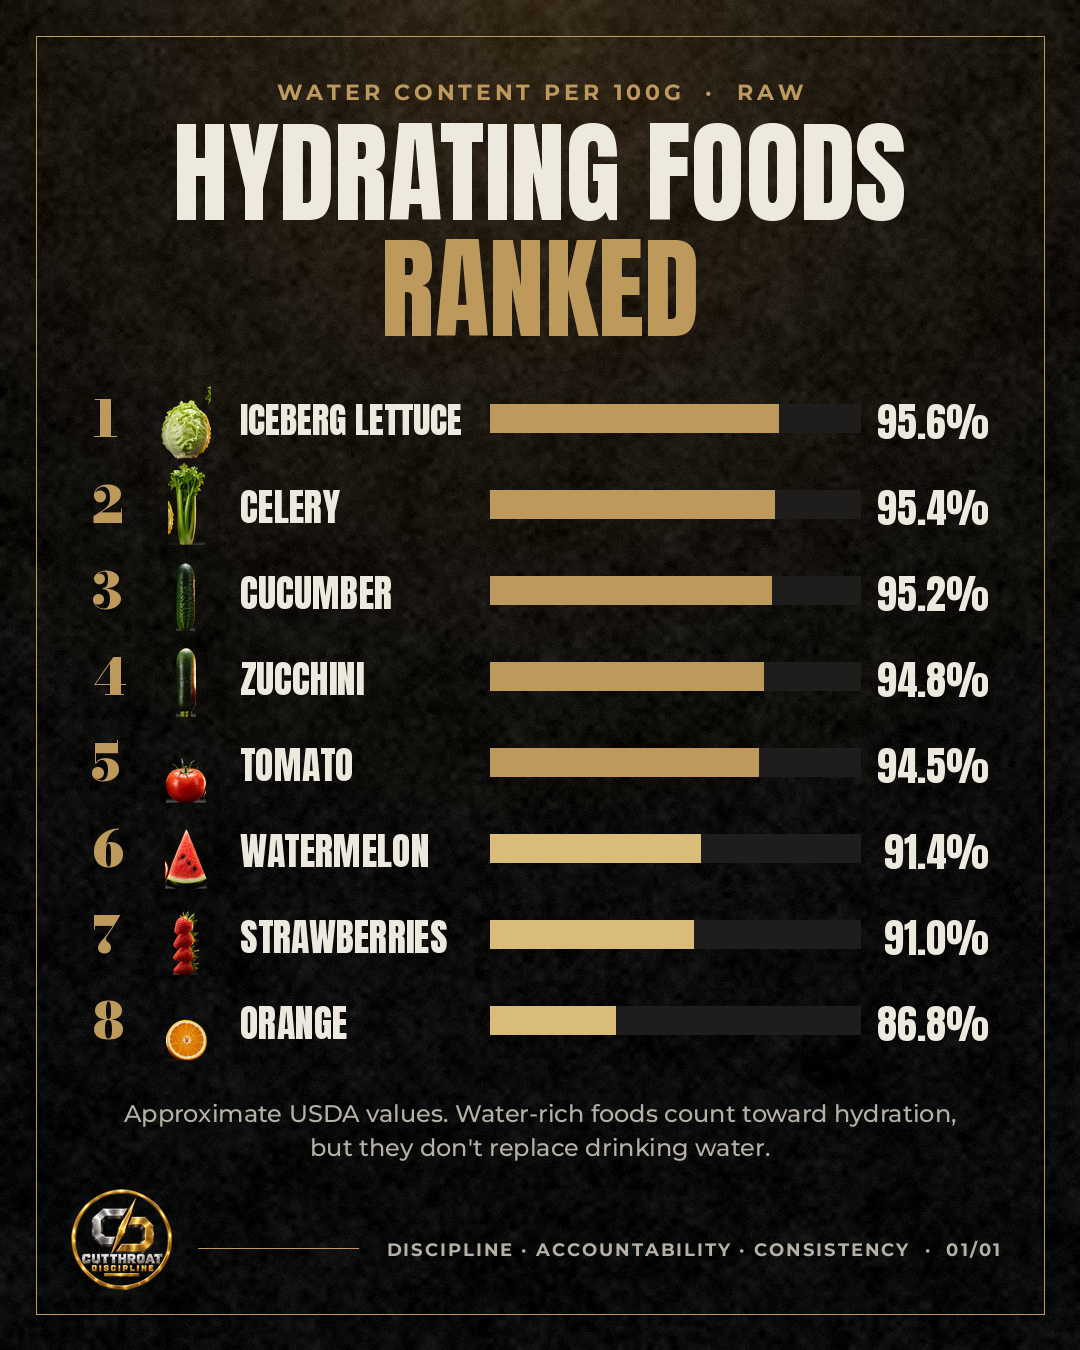 WATER CONTENT PER 100G · RAW
HYDRATING FOODS
RANKED
1 ICEBERG LETTUCE 95.6%
2 CELERY 95.4%
3 CUCUMBER 95.2%
4 ZUCCHINI 94.8%
5 TOMATO 94.5%
6 WATERMELON 91.4%
7 STRAWBERRIES 91.0%
8 ORANGE 86.8%
Approximate USDA values. Water-rich foods count toward hydration,
but they don't replace drinking water.
CD
CUTTHROAT
DISCIPLINE
DISCIPLINE · ACCOUNTABILITY · CONSISTENCY · 01/01